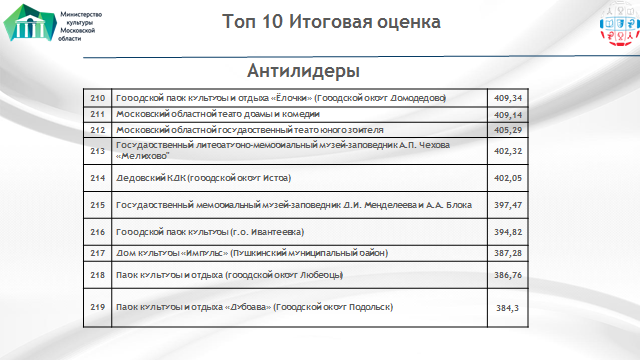 Министерство
культуры
Московской
области
Топ 10 Итоговая оценка
Антилидеры
210 Городской парк культуры и отдыха «Ёлочки» (Городской округ Домодедово) 409,34
211 Московский областной театр драмы и комедии 409,14
212 Московский областной государственный театр юного зрителя 405,29
213 Государственный литературно-мемориальный музей-заповедник А.П. Чехова
«Мелихово" 402,32
214 Дедовский КДК (городской округ Истра) 402,05
215 Государственный мемориальный музей-заповедник Д.И. Менделеева и А.А. Блока 397,47
216 Городской парк культуры (г.о. Ивантеевка) 394,82
217 Дом культуры «Импульс» (Пушкинский муниципальный район) 387,28
218 Парк культуры и отдыха (городской округ Люберцы) 386,76
219 Парк культуры и отдыха «Дубрава» (Городской округ Подольск) 384,3